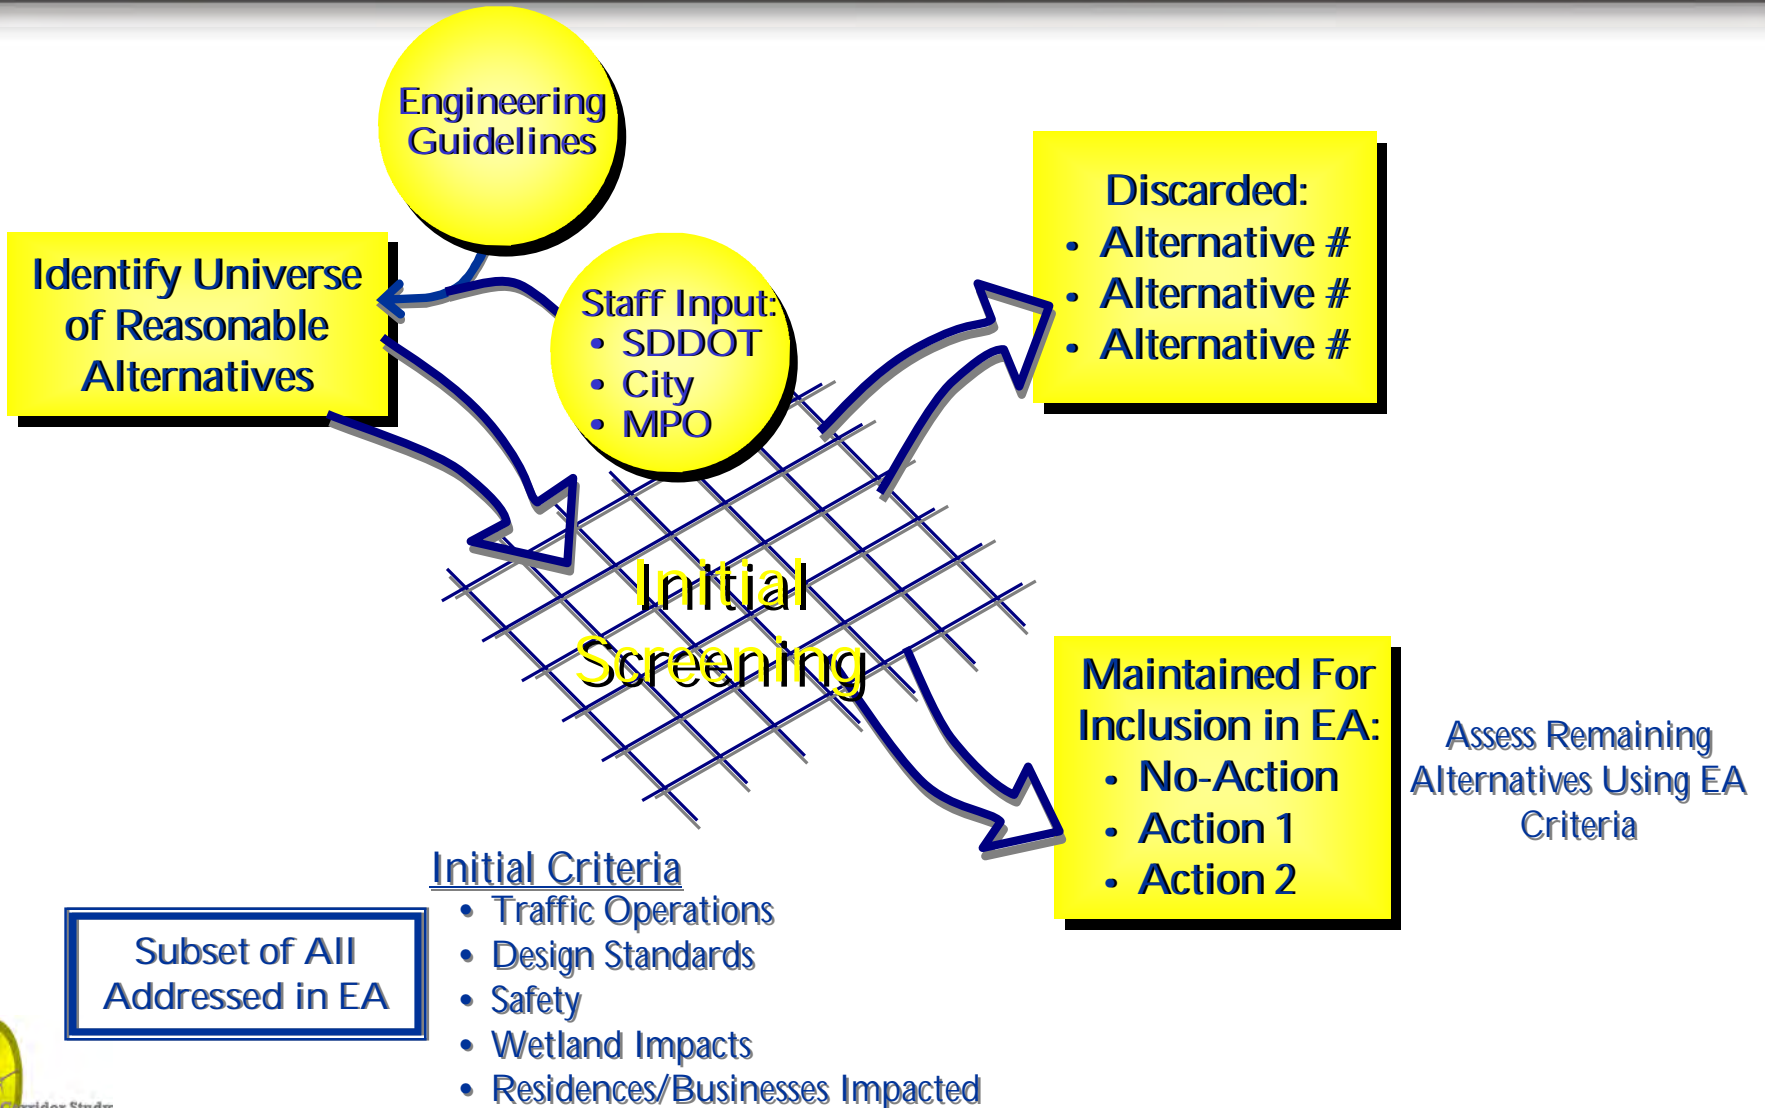 Engineering
Guidelines
Identify Universe
of Reasonable
Alternatives
Staff Input:
• SDDOT
• City
• MPO
Discarded:
• Alternative #
• Alternative #
• Alternative #
Initial
Screening
Maintained For
Inclusion in EA:
• No-Action
• Action 1
• Action 2
Assess Remaining
Alternatives Using EA
Criteria
Initial Criteria
• Traffic Operations
• Design Standards
• Safety
• Wetland Impacts
• Residences/Businesses Impacted
Subset of All
Addressed in EA
Corridor Study